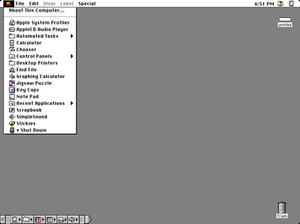 File Edit View Label Special 6:51 PM
About This Computer...
Apple System Profiler
AppleCD Audio Player
Automated Tasks
Calculator
Chooser
Control Panels
Desktop Printers
Find File
Graphing Calculator
Jigsaw Puzzle
Key Caps
Note Pad
Recent Applications
Scrapbook
SimpleSound
Stickies
Shut Down
untitled
Trash